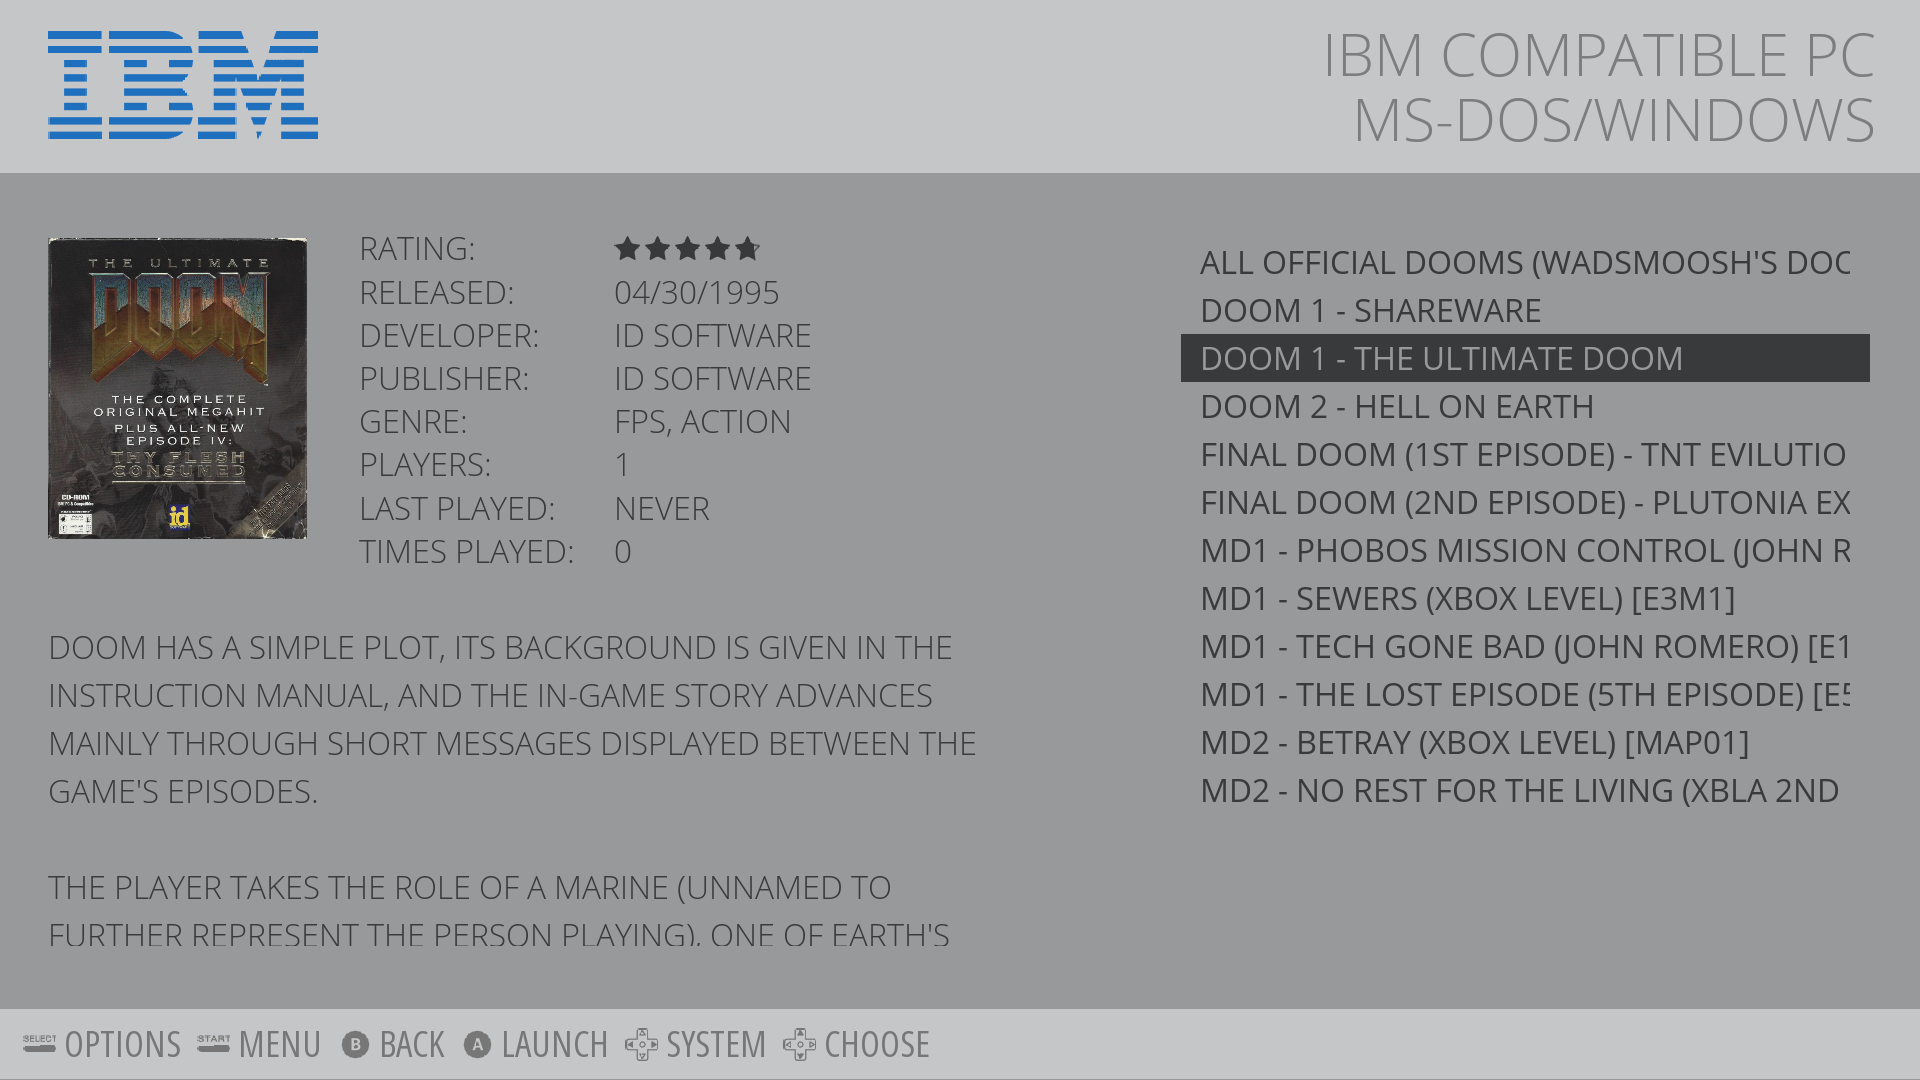 IBM
IBM COMPATIBLE PC
MS-DOS/WINDOWS
THE ULTIMATE
DOOM
THE COMPLETE
ORIGINAL MEGAHIT
PLUS ALL-NEW
EPISODE IV:
THY FLESH
CONSUMED
CD-ROM
id
RATING:
RELEASED: 04/30/1995
DEVELOPER: ID SOFTWARE
PUBLISHER: ID SOFTWARE
GENRE: FPS, ACTION
PLAYERS: 1
LAST PLAYED: NEVER
TIMES PLAYED: 0
DOOM HAS A SIMPLE PLOT, ITS BACKGROUND IS GIVEN IN THE
INSTRUCTION MANUAL, AND THE IN-GAME STORY ADVANCES
MAINLY THROUGH SHORT MESSAGES DISPLAYED BETWEEN THE
GAME'S EPISODES.
THE PLAYER TAKES THE ROLE OF A MARINE (UNNAMED TO
FURTHER REPRESENT THE PERSON PLAYING), ONE OF EARTH'S
ALL OFFICIAL DOOMS (WADSMOOSH'S DOC
DOOM 1 - SHAREWARE
DOOM 1 - THE ULTIMATE DOOM
DOOM 2 - HELL ON EARTH
FINAL DOOM (1ST EPISODE) - TNT EVILUTIO
FINAL DOOM (2ND EPISODE) - PLUTONIA EX
MD1 - PHOBOS MISSION CONTROL (JOHN R
MD1 - SEWERS (XBOX LEVEL) [E3M1]
MD1 - TECH GONE BAD (JOHN ROMERO) [E1
MD1 - THE LOST EPISODE (5TH EPISODE) [E5
MD2 - BETRAY (XBOX LEVEL) [MAP01]
MD2 - NO REST FOR THE LIVING (XBLA 2ND
SELECT OPTIONS START MENU B BACK A LAUNCH SYSTEM CHOOSE